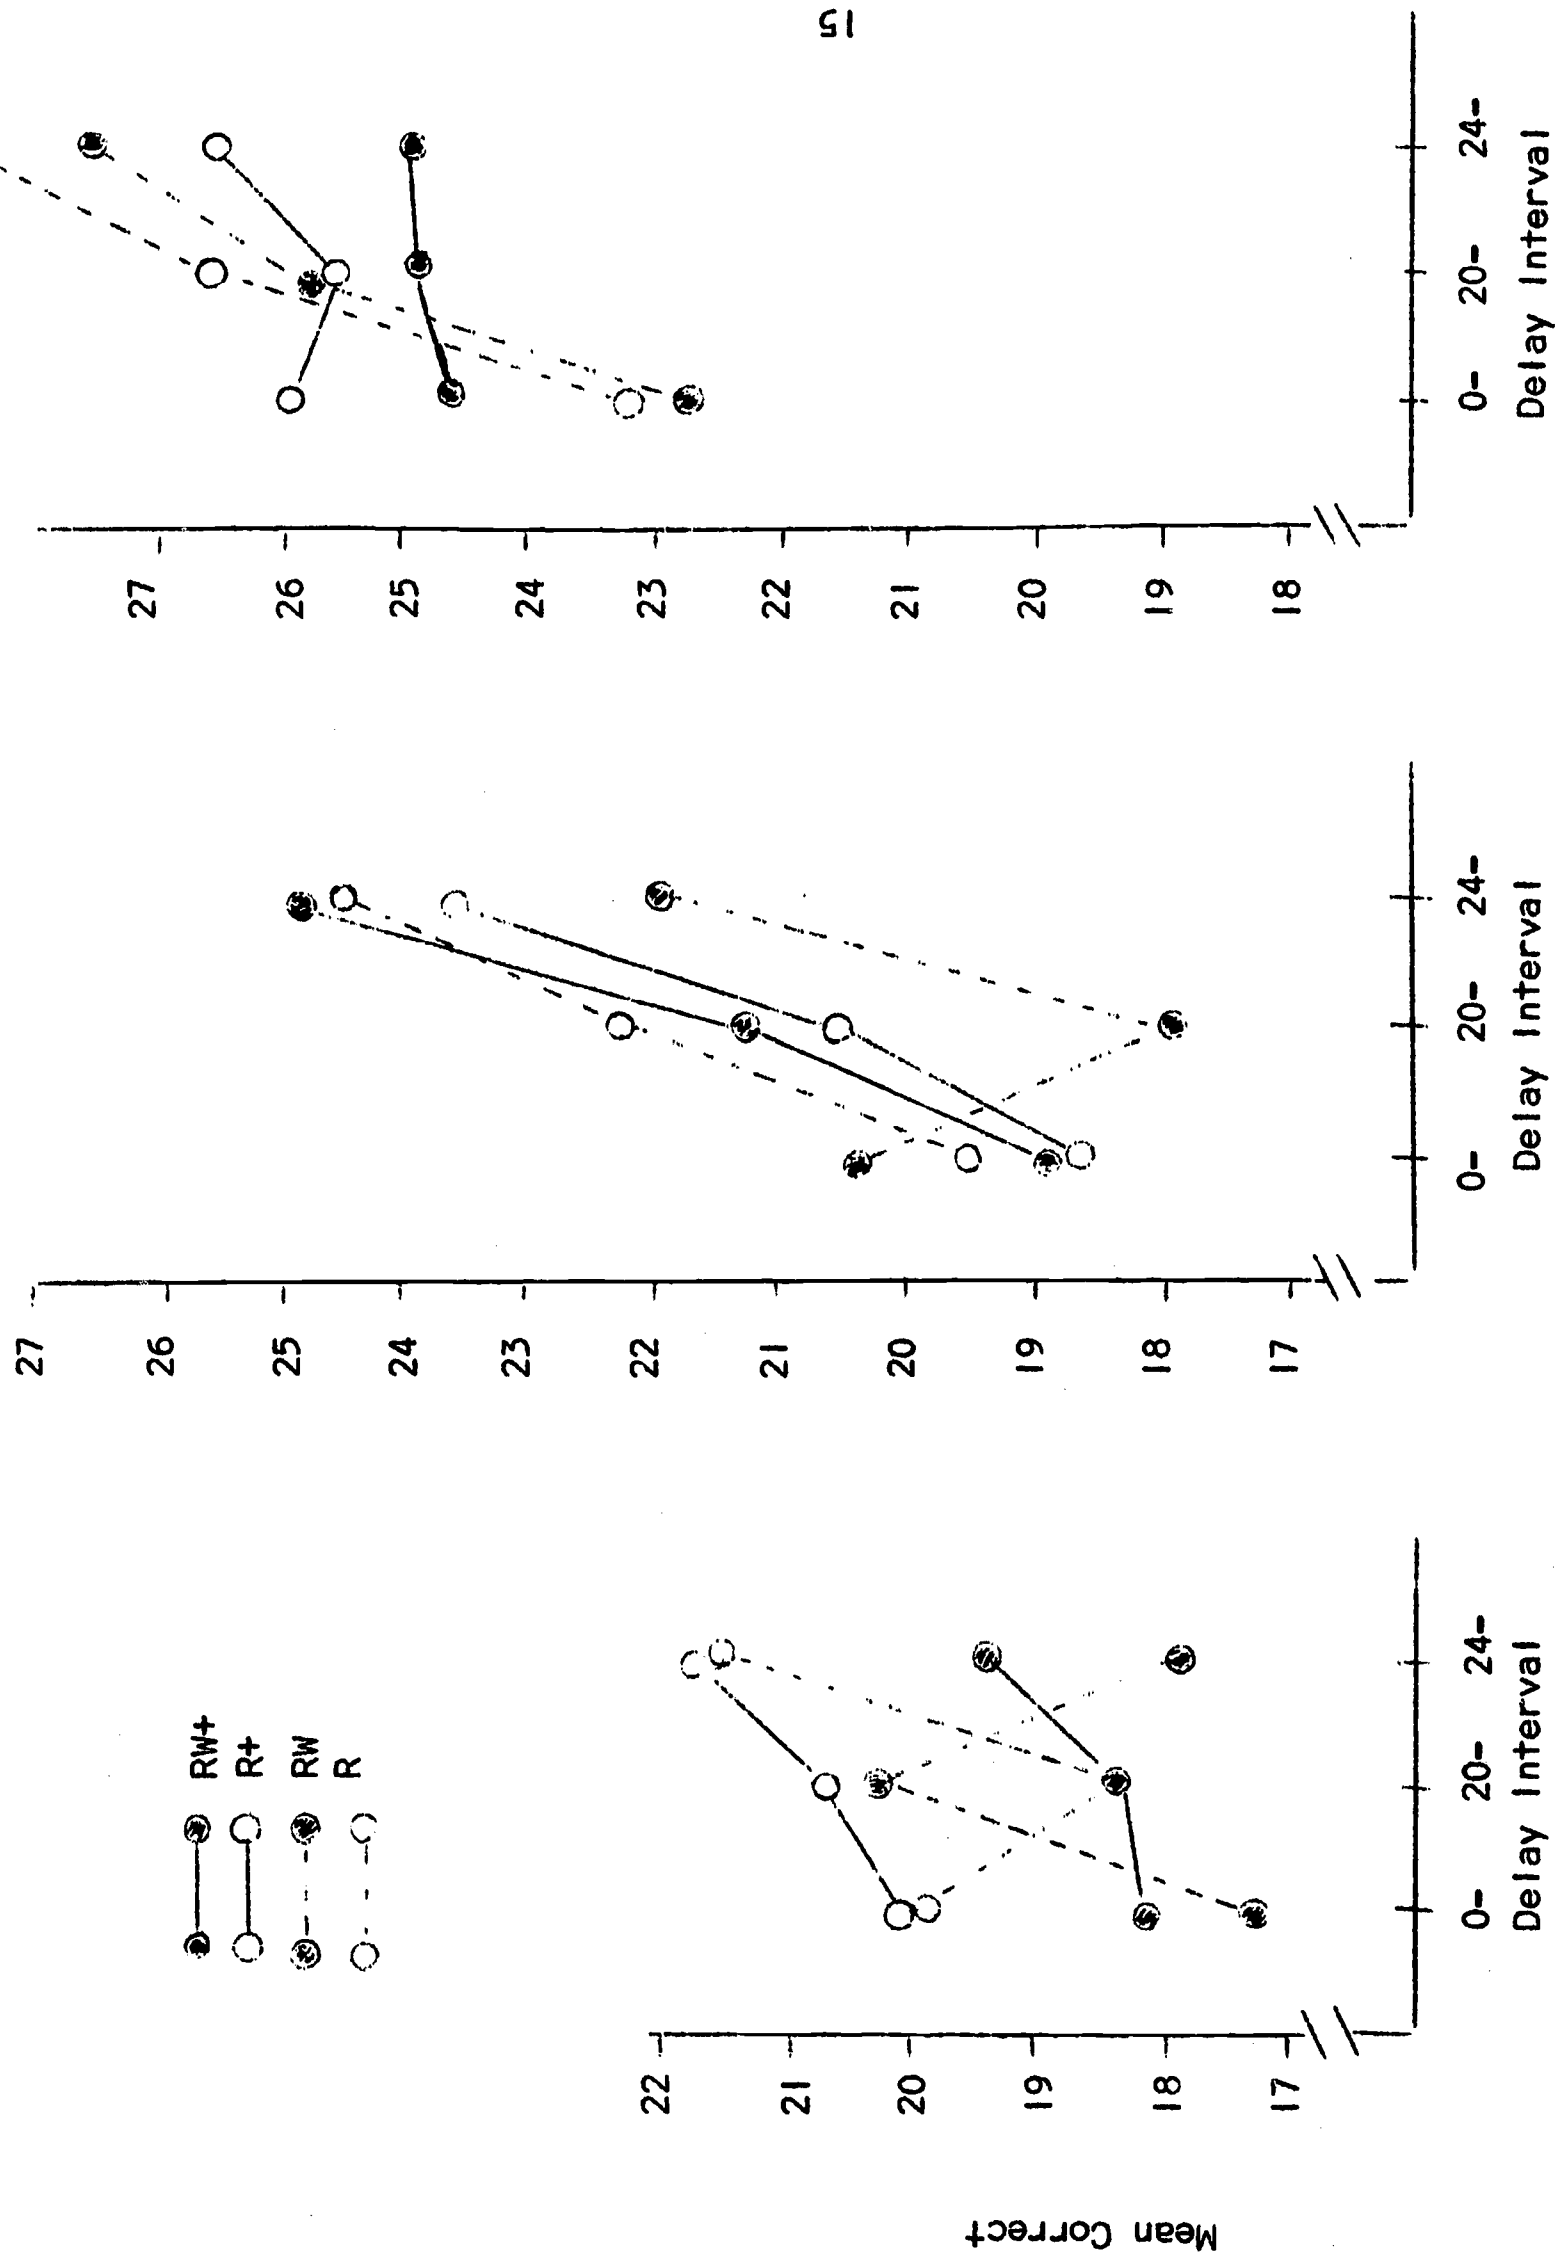 15
RW+
R+
RW
R
Mean Correct
22
21
20
19
18
17
0- 20- 24-
Delay Interval
27
26
25
24
23
22
21
20
19
18
17
0- 20- 24-
Delay Interval
27
26
25
24
23
22
21
20
19
18
0- 20- 24-
Delay Interval